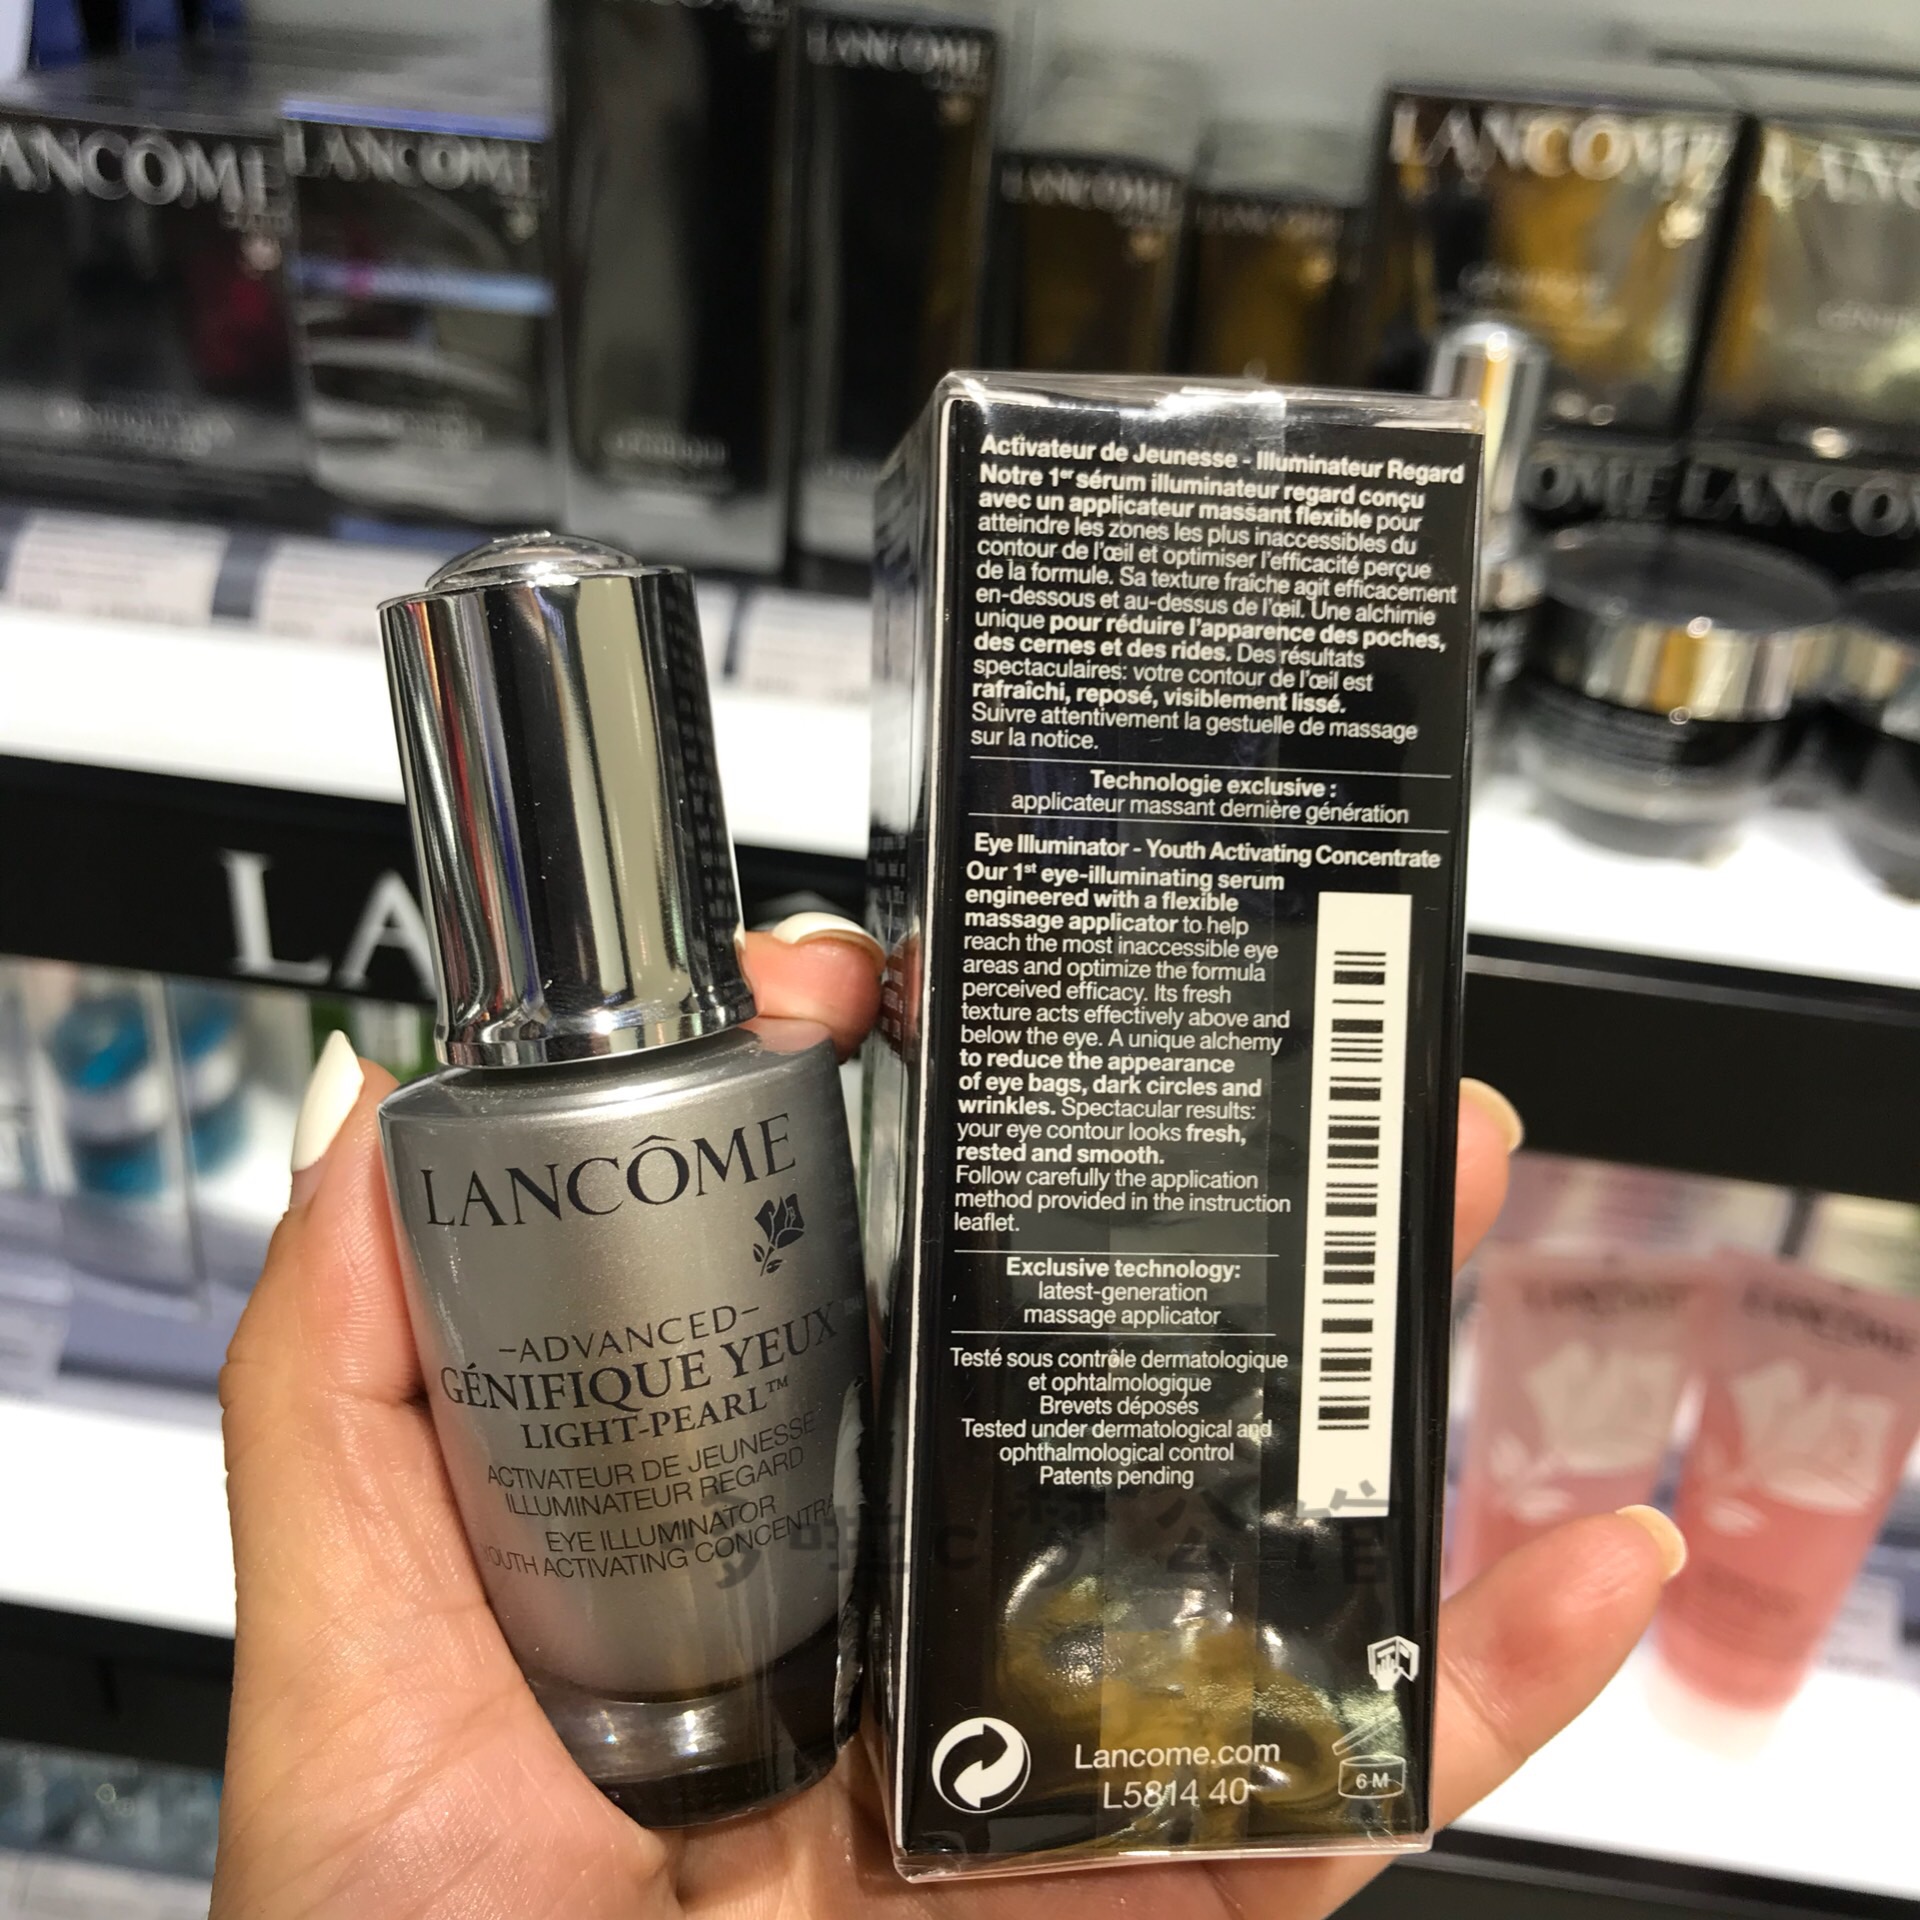 LANCÔME
LANCÔME
LANCÔME
LANCÔME
LANCÔME
LANCÔME
LA
LANCÔME
-ADVANCED-
GÉNIFIQUE YEUX
LIGHT-PEARL™
ACTIVATEUR DE JEUNESSE
ILLUMINATEUR REGARD
EYE ILLUMINATOR
YOUTH ACTIVATING CONCENTRA
Activateur de Jeunesse - Illuminateur Regard
Notre 1er sérum illuminateur regard conçu
avec un applicateur massant flexible pour
atteindre les zones les plus inaccessibles du
contour de l'œil et optimiser l'efficacité perçue
de la formule. Sa texture fraîche agit efficacement
en-dessous et au-dessus de l'œil. Une alchimie
unique pour réduire l'apparence des poches,
des cernes et des rides. Des résultats
spectaculaires: votre contour de l'œil est
rafraîchi, reposé, visiblement lissé.
Suivre attentivement la gestuelle de massage
sur la notice.
Technologie exclusive :
applicateur massant dernière génération
Eye Illuminator - Youth Activating Concentrate
Our 1st eye-illuminating serum
engineered with a flexible
massage applicator to help
reach the most inaccessible eye
areas and optimize the formula
perceived efficacy. Its fresh
texture acts effectively above and
below the eye. A unique alchemy
to reduce the appearance
of eye bags, dark circles and
wrinkles. Spectacular results:
your eye contour looks fresh,
rested and smooth.
Follow carefully the application
method provided in the instruction
leaflet.
Exclusive technology:
latest-generation
massage applicator
Testé sous contrôle dermatologique
et ophtalmologique
Brevets déposés
Tested under dermatological and
ophthalmological control
Patents pending
公馆
Lancome.com
L5814 40
6 M